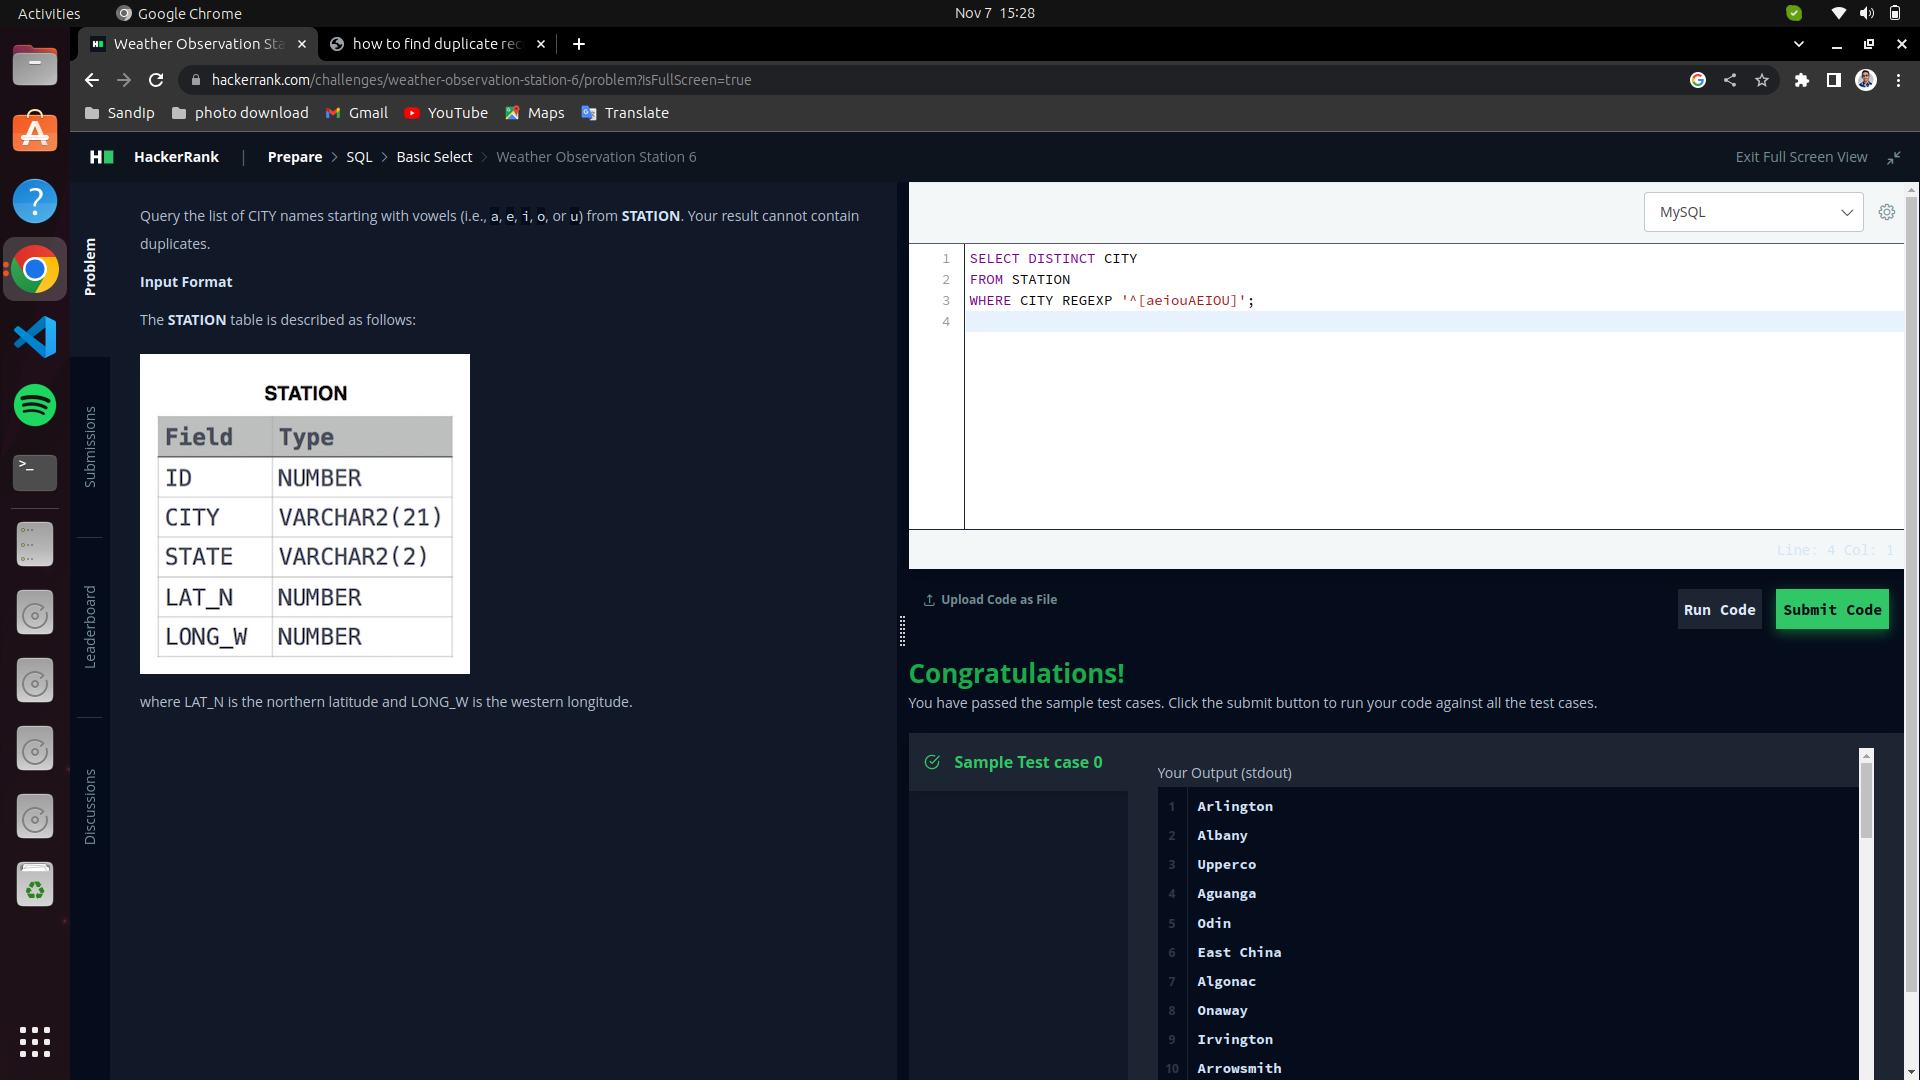 Activities
Google Chrome
Nov 7 15:28
Weather Observation Sta
how to find duplicate rec
hackerrank.com/challenges/weather-observation-station-6/problem?isFullScreen=true
Sandip
photo download
Gmail
YouTube
Maps
Translate
HackerRank
Prepare > SQL > Basic Select > Weather Observation Station 6
Exit Full Screen View
Problem
Submissions
Leaderboard
Discussions
Query the list of CITY names starting with vowels (i.e., a, e, i, o, or u) from STATION. Your result cannot contain
duplicates.
Input Format
The STATION table is described as follows:
STATION
Field Type
ID NUMBER
CITY VARCHAR2(21)
STATE VARCHAR2(2)
LAT_N NUMBER
LONG_W NUMBER
where LAT_N is the northern latitude and LONG_W is the western longitude.
MySQL
1 SELECT DISTINCT CITY
2 FROM STATION
3 WHERE CITY REGEXP '^[aeiouAEIOU]';
4
Line: 4 Col: 1
Upload Code as File
Run Code
Submit Code
Congratulations!
You have passed the sample test cases. Click the submit button to run your code against all the test cases.
Sample Test case 0
Your Output (stdout)
1 Arlington
2 Albany
3 Upperco
4 Aguanga
5 Odin
6 East China
7 Algonac
8 Onaway
9 Irvington
10 Arrowsmith